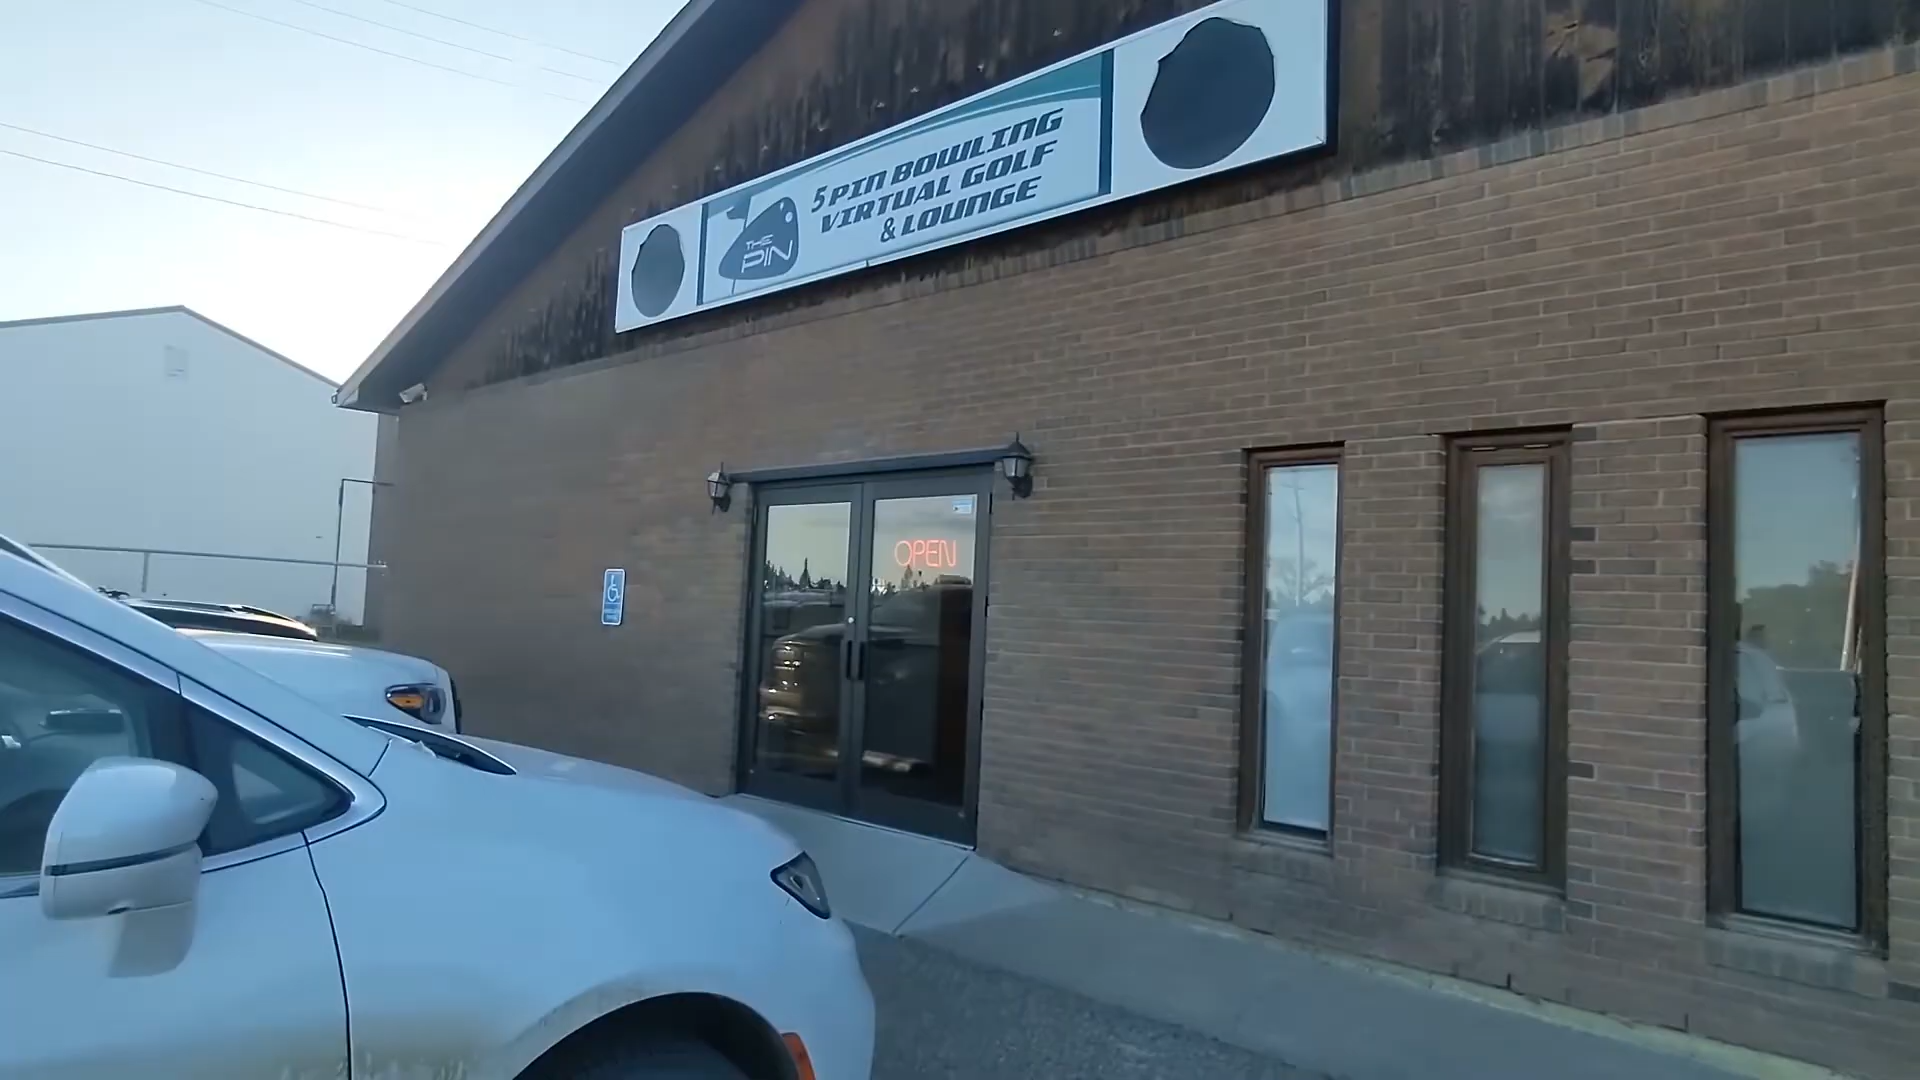 5 PIN BOWLING
VIRTUAL GOLF
& LOUNGE
THE
PIN
OPEN